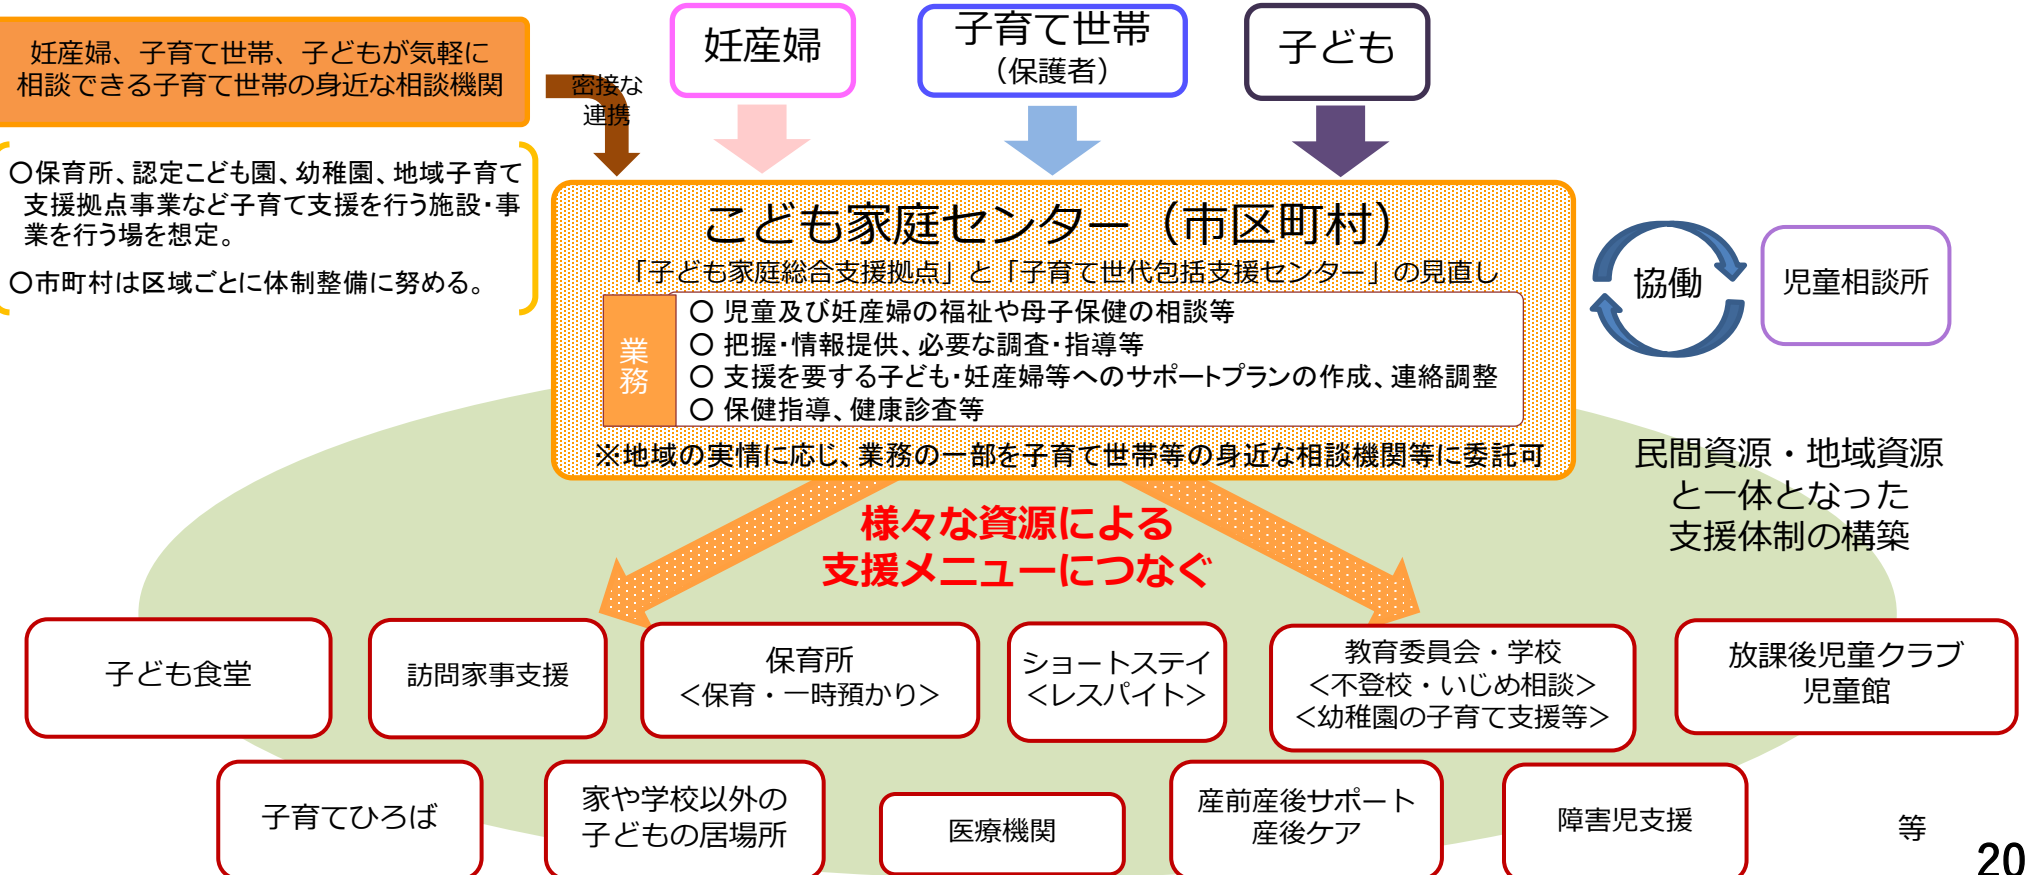 妊産婦、子育て世帯、子どもが気軽に
相談できる子育て世帯の身近な相談機関
密接な
連携
妊産婦
子育て世帯
（保護者）
子ども
〇保育所、認定こども園、幼稚園、地域子育て
支援拠点事業など子育て支援を行う施設・事
業を行う場を想定。
〇市町村は区域ごとに体制整備に努める。
こども家庭センター（市区町村）
「子ども家庭総合支援拠点」と「子育て世代包括支援センター」の見直し
業
務
〇 児童及び妊産婦の福祉や母子保健の相談等
〇 把握・情報提供、必要な調査・指導等
〇 支援を要する子ども・妊産婦等へのサポートプランの作成、連絡調整
〇 保健指導、健康診査等
※地域の実情に応じ、業務の一部を子育て世帯等の身近な相談機関等に委託可
協働
児童相談所
民間資源・地域資源
と一体となった
支援体制の構築
様々な資源による
支援メニューにつなぐ
子ども食堂
訪問家事支援
保育所
＜保育・一時預かり＞
ショートステイ
＜レスパイト＞
教育委員会・学校
＜不登校・いじめ相談＞
＜幼稚園の子育て支援等＞
放課後児童クラブ
児童館
子育てひろば
家や学校以外の
子どもの居場所
医療機関
産前産後サポート
産後ケア
障害児支援
等
20